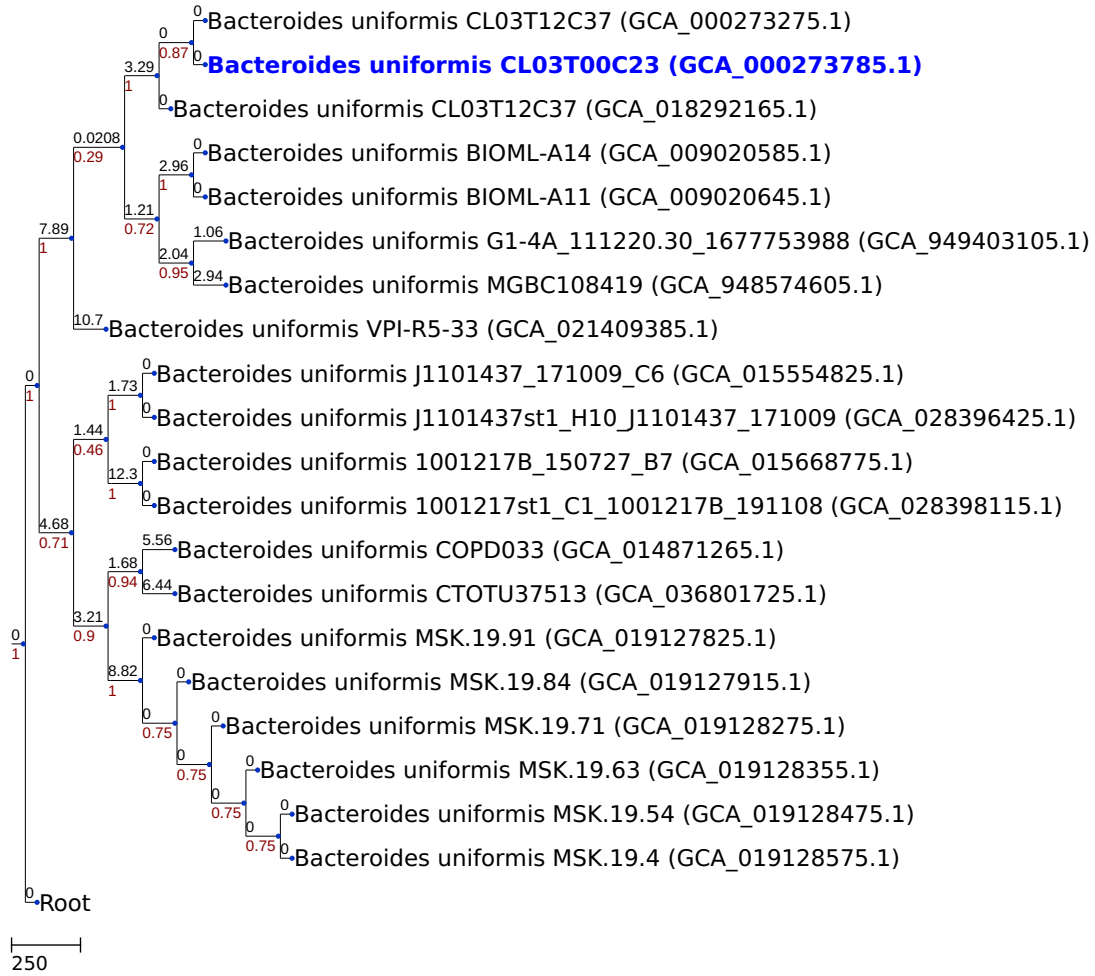 0
Bacteroides uniformis CL03T12C37 (GCA_000273275.1)
0
0.87
0
Bacteroides uniformis CL03T00C23 (GCA_000273785.1)
3.29
1
0
Bacteroides uniformis CL03T12C37 (GCA_018292165.1)
0.0208
0.29
0
Bacteroides uniformis BIOML-A14 (GCA_009020585.1)
2.96
1
0
Bacteroides uniformis BIOML-A11 (GCA_009020645.1)
1.21
0.72
1.06
Bacteroides uniformis G1-4A_111220.30_1677753988 (GCA_949403105.1)
7.89
1
2.04
0.95
2.94
Bacteroides uniformis MGBC108419 (GCA_948574605.1)
10.7
Bacteroides uniformis VPI-R5-33 (GCA_021409385.1)
0
1
0
Bacteroides uniformis J1101437_171009_C6 (GCA_015554825.1)
1.73
1
0
Bacteroides uniformis J1101437st1_H10_J1101437_171009 (GCA_028396425.1)
1.44
0.46
0
Bacteroides uniformis 1001217B_150727_B7 (GCA_015668775.1)
12.3
1
0
Bacteroides uniformis 1001217st1_C1_1001217B_191108 (GCA_028398115.1)
4.68
0.71
5.56
Bacteroides uniformis COPD033 (GCA_014871265.1)
1.68
0.94
6.44
Bacteroides uniformis CTOTU37513 (GCA_036801725.1)
3.21
0.9
0
Bacteroides uniformis MSK.19.91 (GCA_019127825.1)
0
1
8.82
1
0
Bacteroides uniformis MSK.19.84 (GCA_019127915.1)
0
0.75
0
Bacteroides uniformis MSK.19.71 (GCA_019128275.1)
0
0.75
0
Bacteroides uniformis MSK.19.63 (GCA_019128355.1)
0
0.75
0
Bacteroides uniformis MSK.19.54 (GCA_019128475.1)
0
0.75
0
Bacteroides uniformis MSK.19.4 (GCA_019128575.1)
0
Root
250